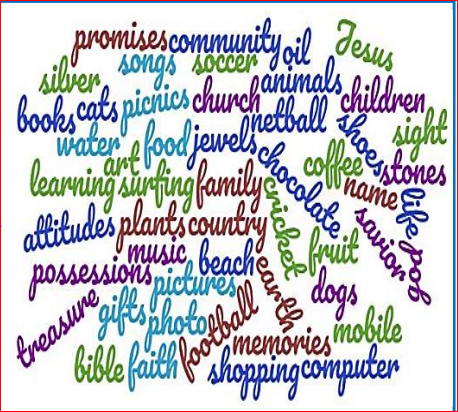 promises community oil Jesus
silver songs soccer animals
books cats picnics church netball children
water food jewels shoes sight
art chocolate coffee stones
learning surfing family cricket name life
attitudes plants country savior job
music beach fruit
possessions pictures earth dogs
treasure gifts photo football memories mobile
bible faith shopping computer